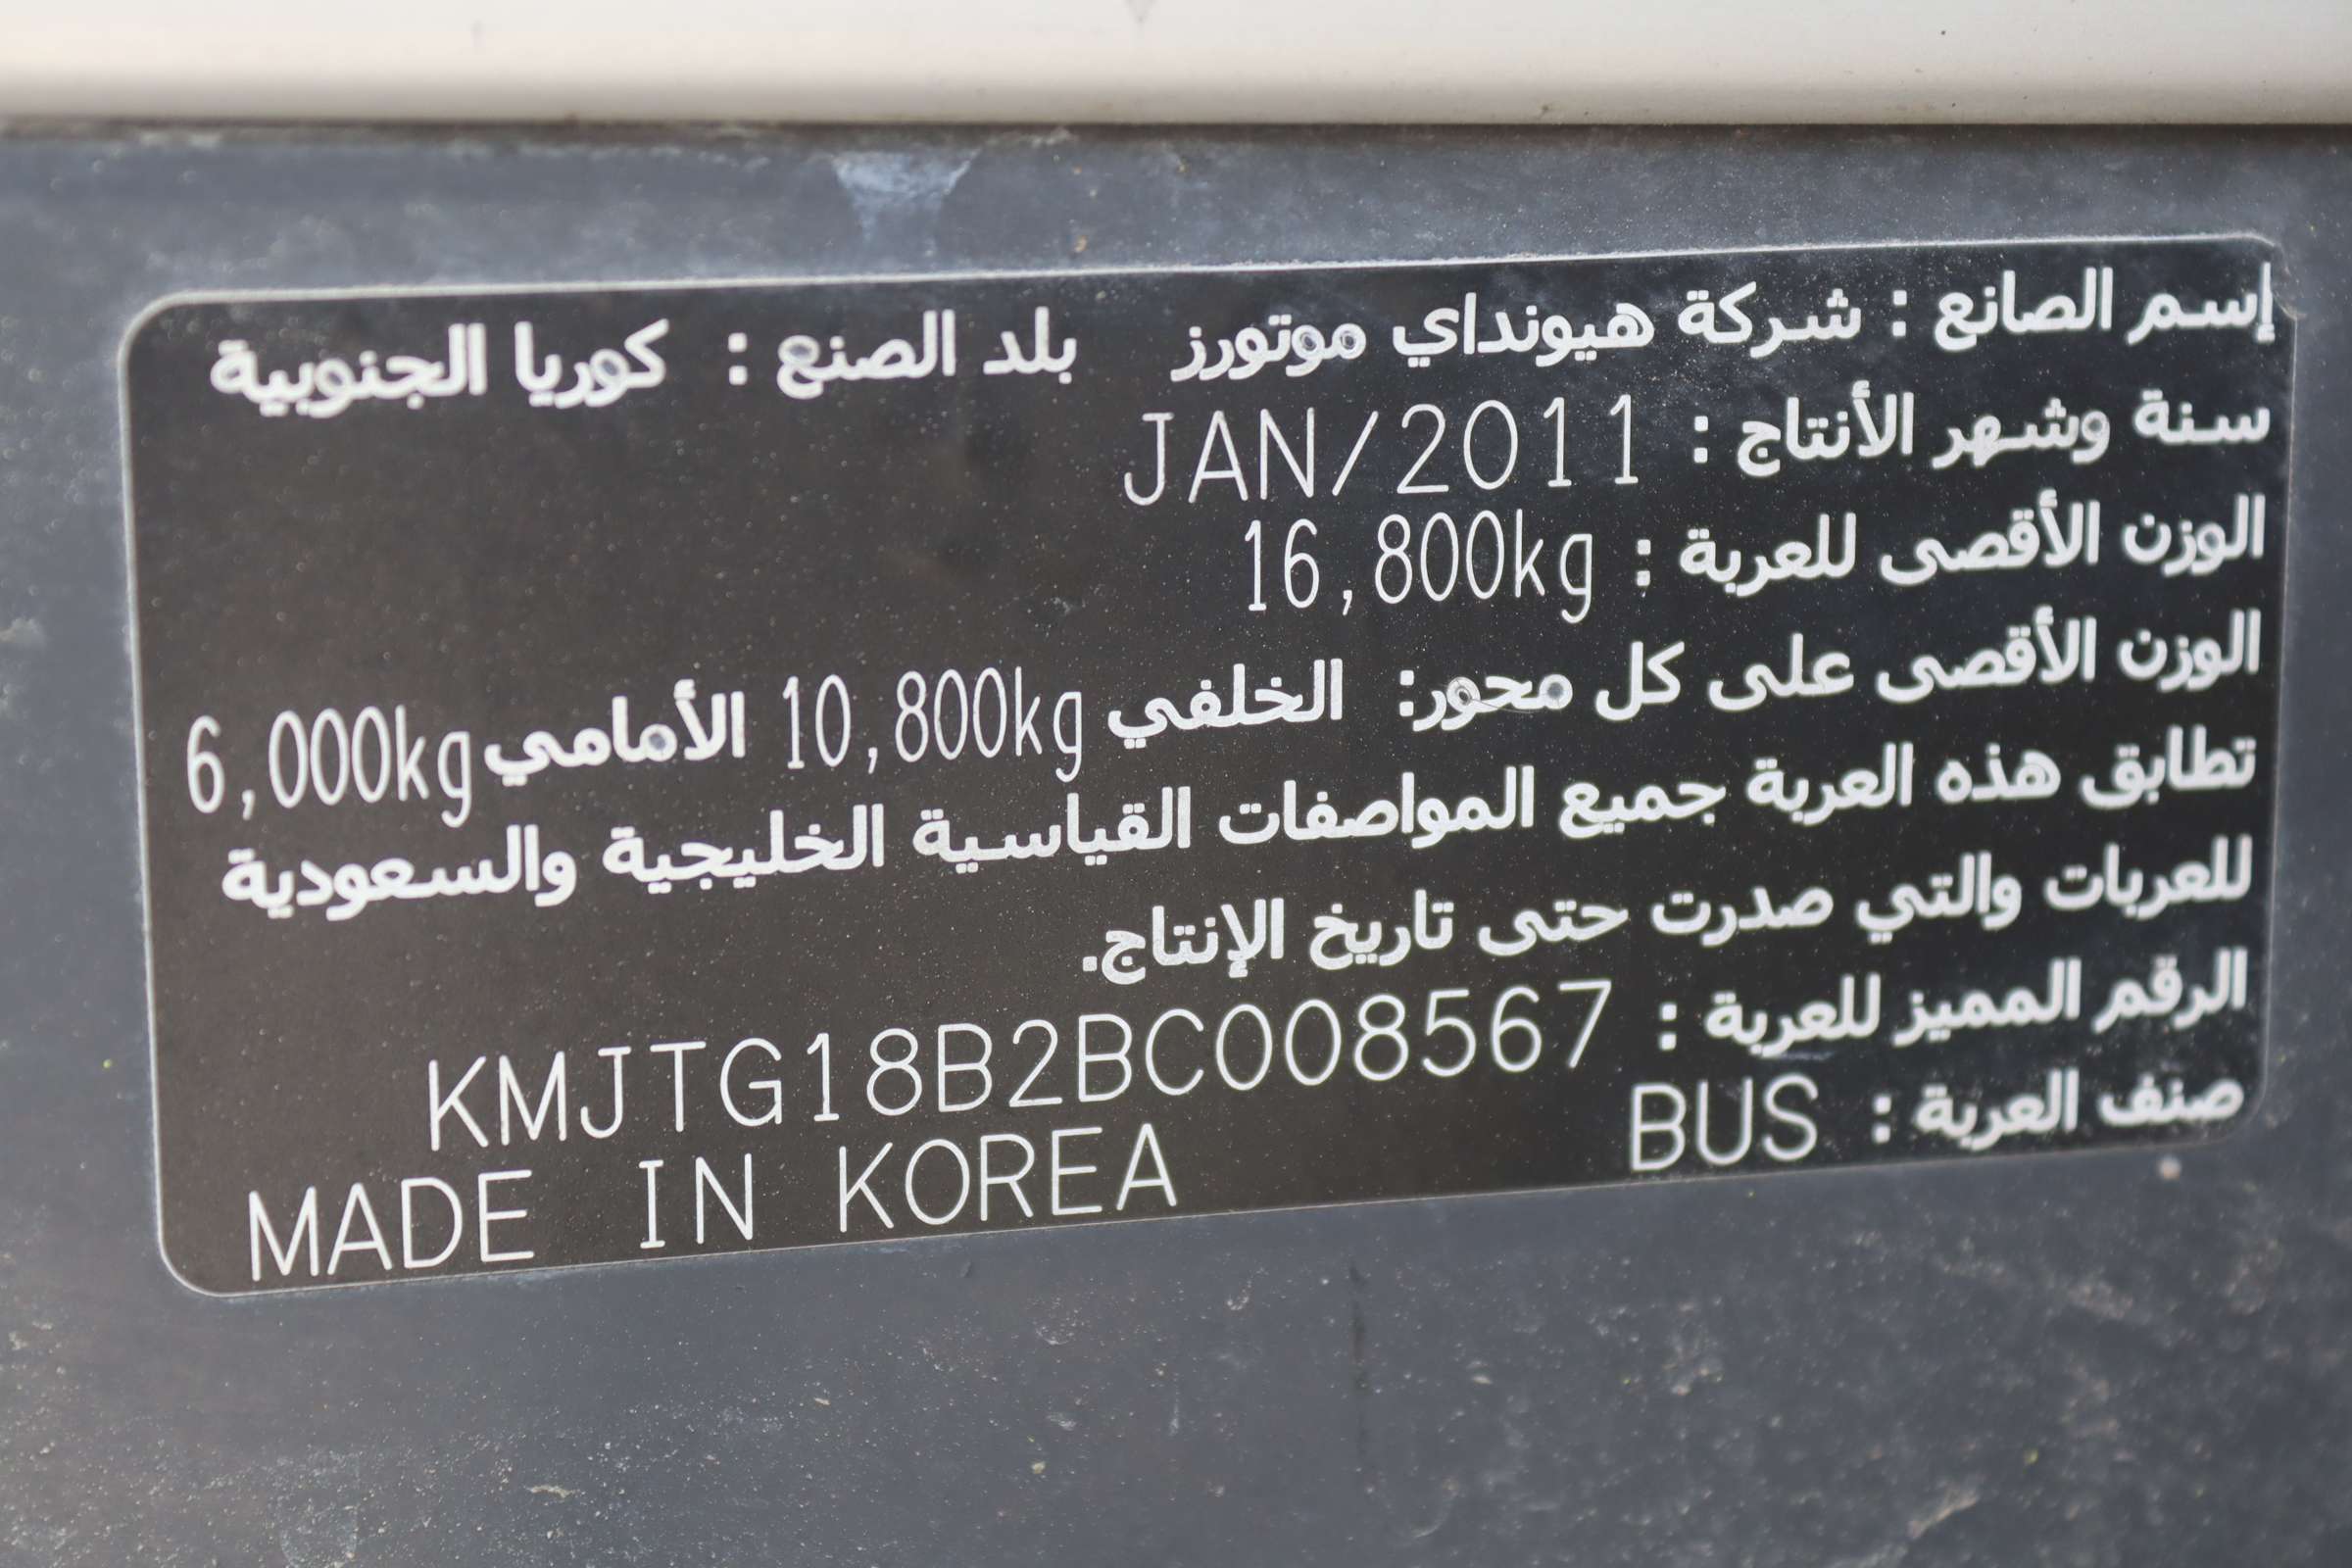 إسم الصانع : شركة هيونداي موتورز بلد الصنع : كوريا الجنوبية
سنة وشهر الأنتاج : JAN/2011
الوزن الأقصى للعربة : 16,800kg
الوزن الأقصى على كل محور: الخلفي 10,800kg الأمامي 6,000kg
تطابق هذه العربة جميع المواصفات القياسية الخليجية والسعودية
للعربات والتي صدرت حتى تاريخ الإنتاج.
الرقم المميز للعربة : KMJTG18B2BC008567
صنف العربة : BUS MADE IN KOREA